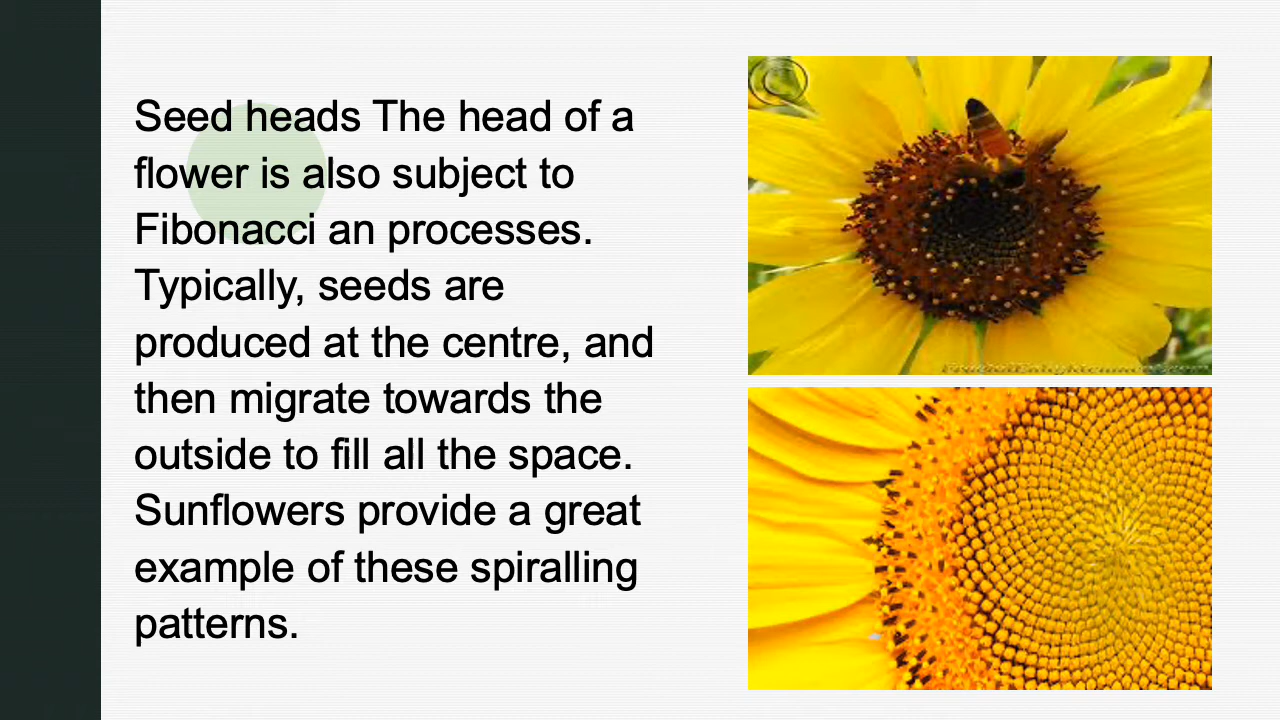 Seed heads The head of a
flower is also subject to
Fibonacci an processes.
Typically, seeds are
produced at the centre, and
then migrate towards the
outside to fill all the space.
Sunflowers provide a great
example of these spiralling
patterns.
©